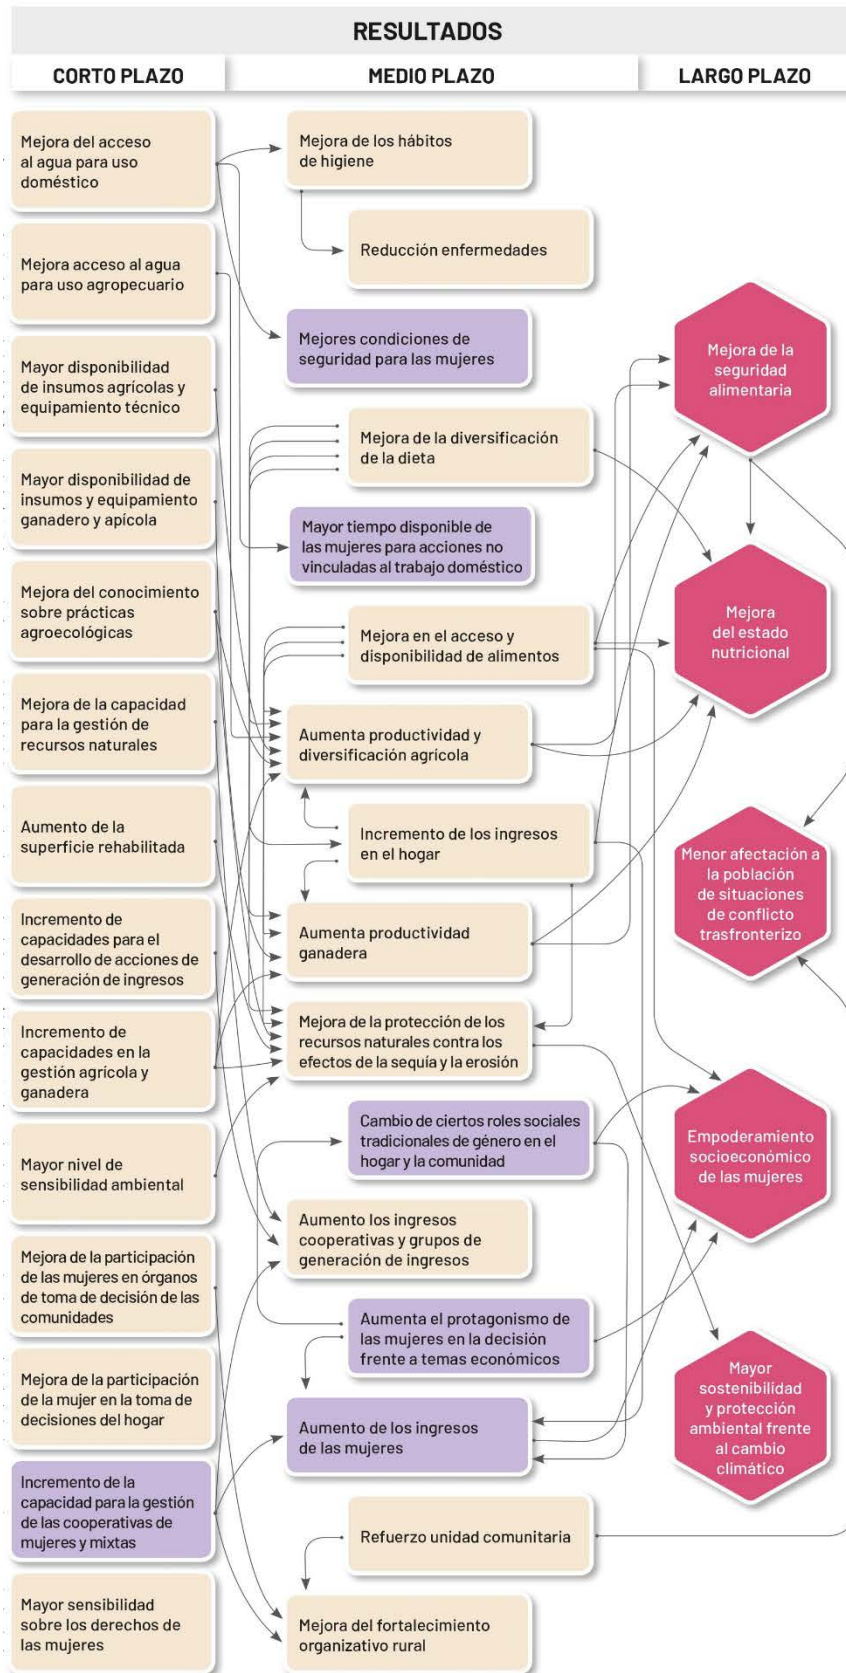 RESULTADOS
CORTO PLAZO
MEDIO PLAZO
LARGO PLAZO
Mejora del acceso
al agua para uso
doméstico
Mejora acceso al agua
para uso agropecuario
Mayor disponibilidad
de insumos agrícolas y
equipamiento técnico
Mayor disponibilidad de
insumos y equipamiento
ganadero y apícola
Mejora del conocimiento
sobre prácticas
agroecológicas
Mejora de la capacidad
para la gestión de
recursos naturales
Aumento de la
superficie rehabilitada
Incremento de
capacidades para el
desarrollo de acciones de
generación de ingresos
Incremento de
capacidades en la
gestión agrícola y
ganadera
Mayor nivel de
sensibilidad ambiental
Mejora de la participación
de las mujeres en órganos
de toma de decisión de las
comunidades
Mejora de la participación
de la mujer en la toma de
decisiones del hogar
Incremento de la
capacidad para la gestión
de las cooperativas de
mujeres y mixtas
Mayor sensibilidad
sobre los derechos de
las mujeres
Mejora de los hábitos
de higiene
Reducción enfermedades
Mejores condiciones de
seguridad para las mujeres
Mejora de la diversificación
de la dieta
Mayor tiempo disponible de
las mujeres para acciones no
vinculadas al trabajo doméstico
Mejora en el acceso y
disponibilidad de alimentos
Aumenta productividad y
diversificación agrícola
Incremento de los ingresos
en el hogar
Aumenta productividad
ganadera
Mejora de la protección de los
recursos naturales contra los
efectos de la sequía y la erosión
Cambio de ciertos roles sociales
tradicionales de género en el
hogar y la comunidad
Aumento los ingresos
cooperativas y grupos de
generación de ingresos
Aumenta el protagonismo de
las mujeres en la decisión
frente a temas económicos
Aumento de los ingresos
de las mujeres
Refuerzo unidad comunitaria
Mejora del fortalecimiento
organizativo rural
Mejora de la
seguridad
alimentaria
Mejora
del estado
nutricional
Menor afectación a
la población
de situaciones
de conflicto
trasfronterizo
Empoderamiento
socioeconómico
de las mujeres
Mayor
sostenibilidad
y protección
ambiental frente
al cambio
climático